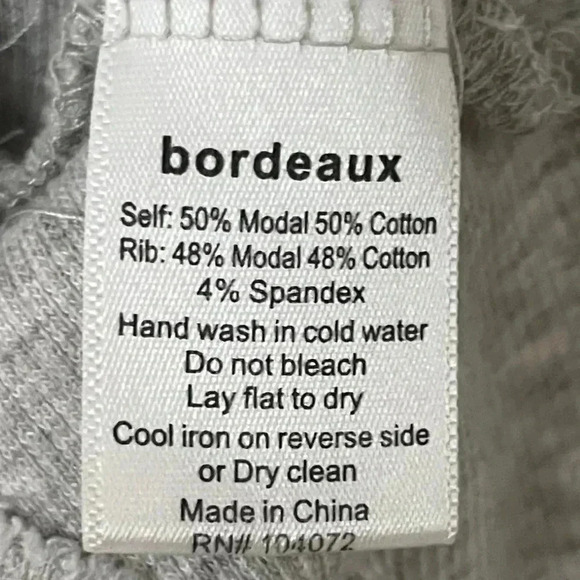 bordeaux
Self: 50% Modal 50% Cotton
Rib: 48% Modal 48% Cotton
4% Spandex
Hand wash in cold water
Do not bleach
Lay flat to dry
Cool iron on reverse side
or Dry clean
Made in China
RN# 104072